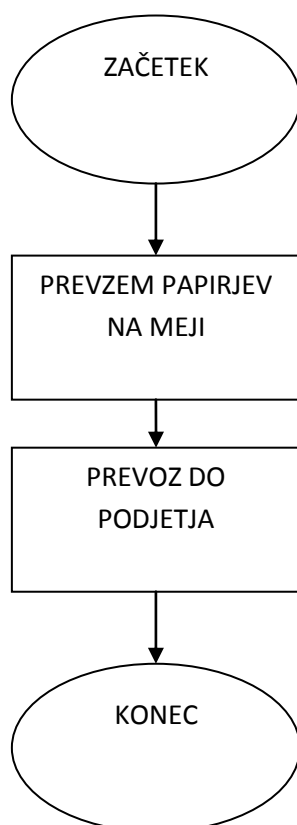 ZAČETEK
PREVZEM PAPIRJEV
NA MEJI
PREVOZ DO
PODJETJA
KONEC